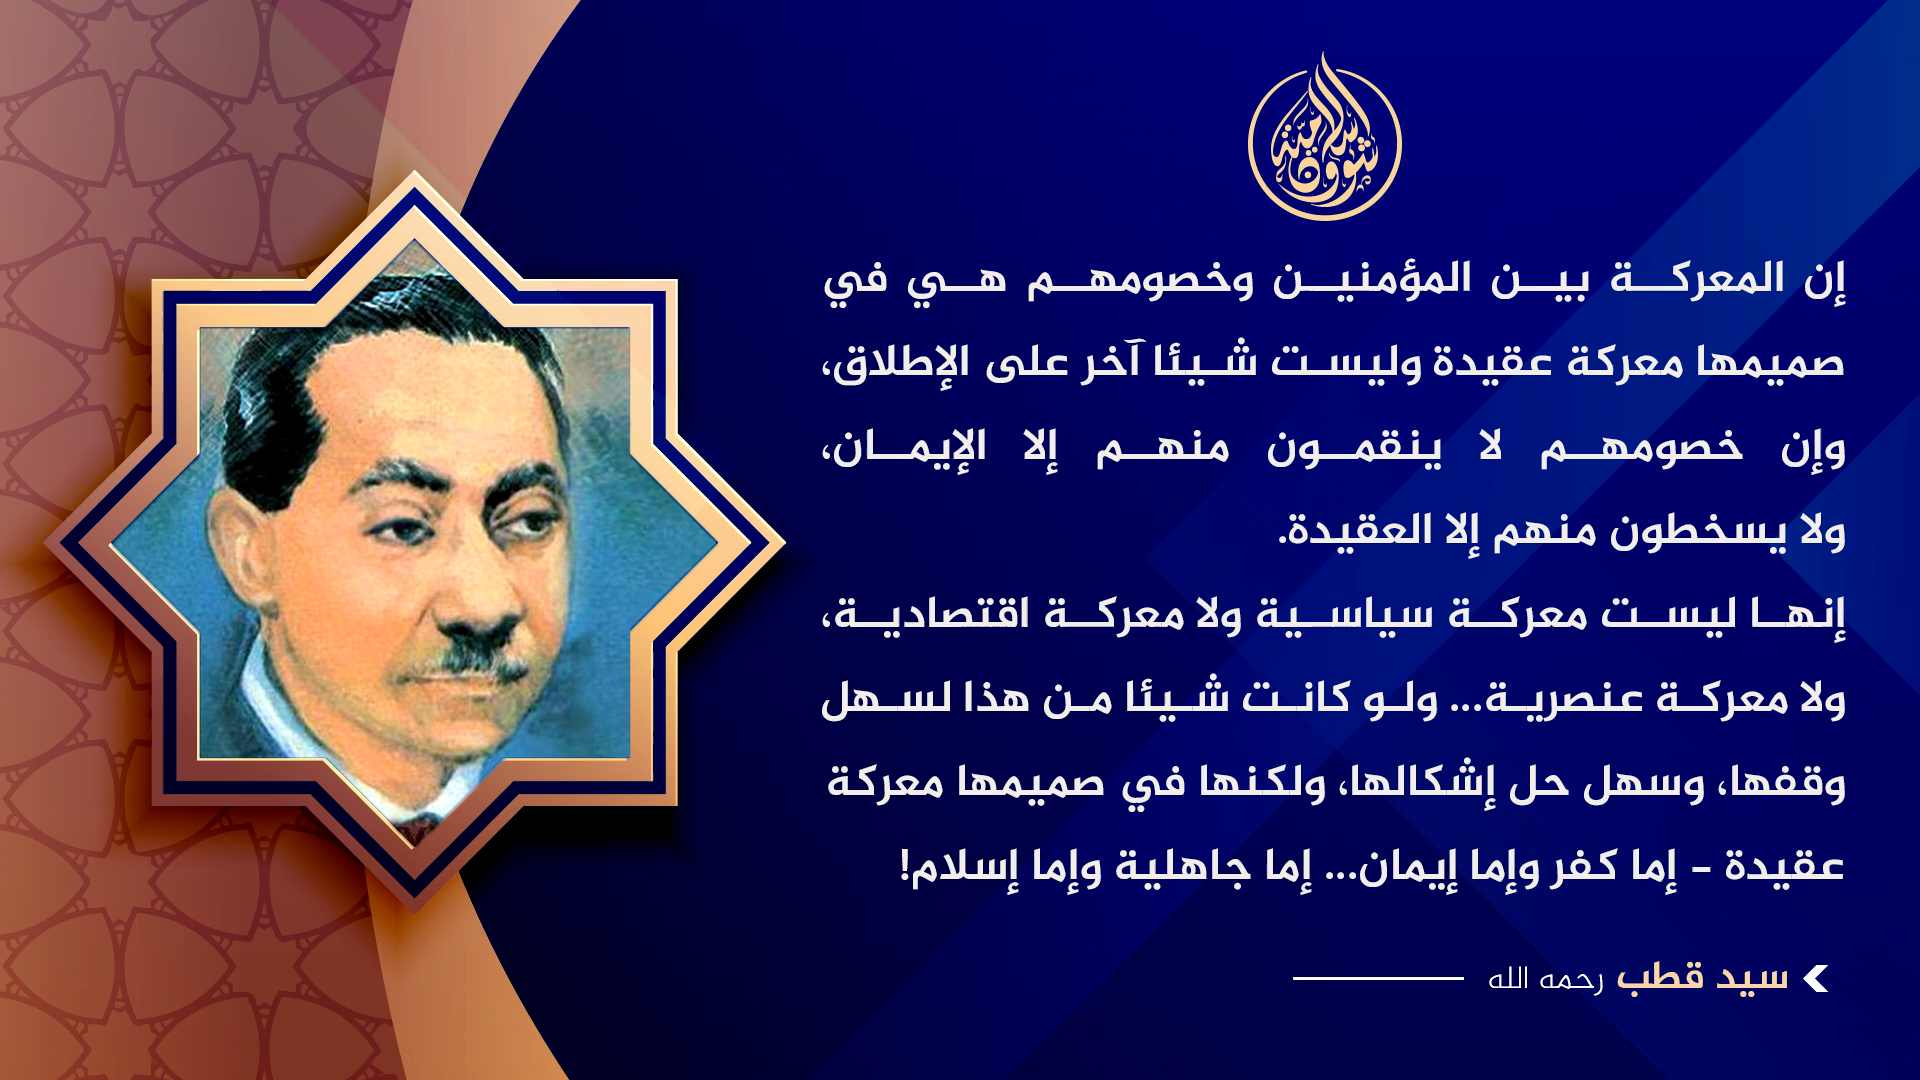 شؤون إسلامية
إن المعركة بين المؤمنين وخصومهم هي في
صميمها معركة عقيدة وليست شيئا آخر على الإطلاق،
وإن خصومهم لا ينقمون منهم إلا الإيمان،
ولا يسخطون منهم إلا العقيدة.
إنها ليست معركة سياسية ولا معركة اقتصادية،
ولا معركة عنصرية... ولو كانت شيئا من هذا لسهل
وقفها، وسهل حل إشكالها، ولكنها في صميمها معركة
عقيدة - إما كفر وإما إيمان... إما جاهلية وإما إسلام!
سيد قطب رحمه الله